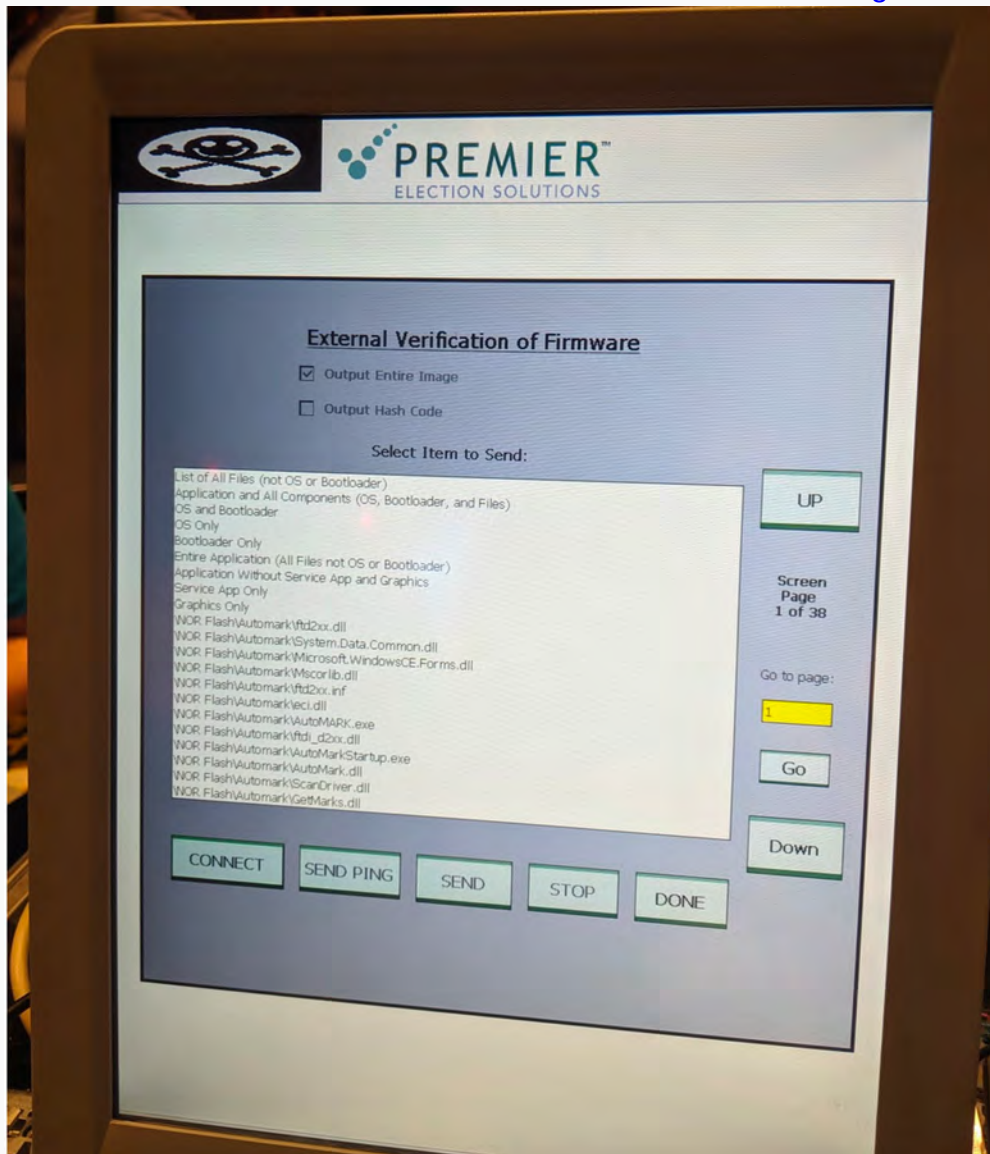 PREMIER™
ELECTION SOLUTIONS
External Verification of Firmware
Output Entire Image
Output Hash Code
Select Item to Send:
List of All Files (not OS or Bootloader)
Application and All Components (OS, Bootloader, and Files)
OS and Bootloader
OS Only
Bootloader Only
Entire Application (All Files not OS or Bootloader)
Application Without Service App and Graphics
Service App Only
Graphics Only
\NOR Flash\Automark\ftd2xx.dll
\NOR Flash\Automark\System.Data.Common.dll
\NOR Flash\Automark\Microsoft.WindowsCE.Forms.dll
\NOR Flash\Automark\Mscorlib.dll
\NOR Flash\Automark\ftd2xx.inf
\NOR Flash\Automark\eci.dll
\NOR Flash\Automark\AutoMARK.exe
\NOR Flash\Automark\ftdi_d2xx.dll
\NOR Flash\Automark\AutoMarkStartup.exe
\NOR Flash\Automark\AutoMark.dll
\NOR Flash\Automark\ScanDriver.dll
\NOR Flash\Automark\GetMarks.dll
UP
Screen
Page
1 of 38
Go to page:
1
Go
Down
CONNECT
SEND PING
SEND
STOP
DONE